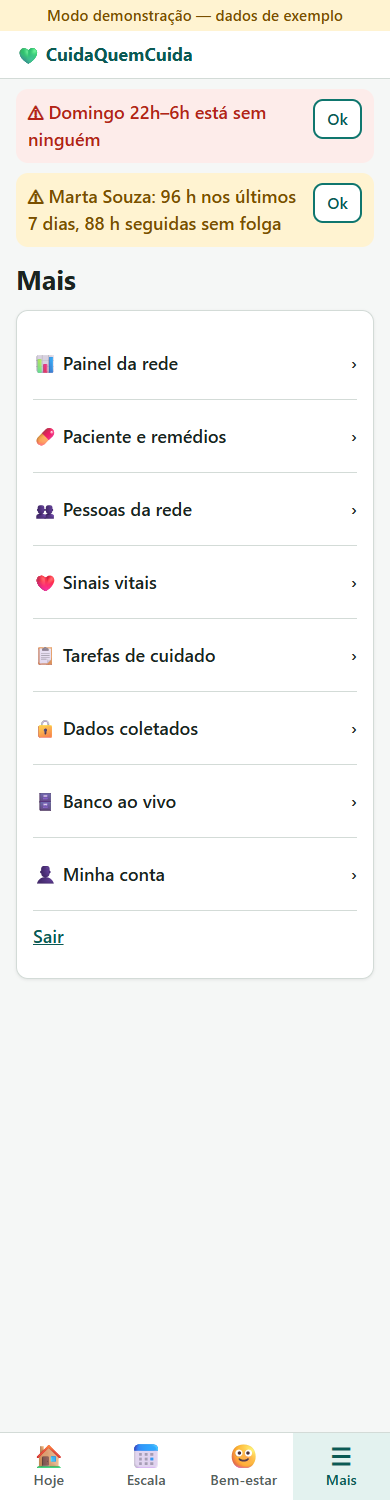 Modo demonstração — dados de exemplo
CuidaQuemCuida
⚠ Domingo 22h–6h está sem
ninguém
Ok
⚠ Marta Souza: 96 h nos últimos
7 dias, 88 h seguidas sem folga
Ok
Mais
Painel da rede ›
Paciente e remédios ›
Pessoas da rede ›
Sinais vitais ›
Tarefas de cuidado ›
Dados coletados ›
Banco ao vivo ›
Minha conta ›
Sair
Hoje
Escala
Bem-estar
Mais